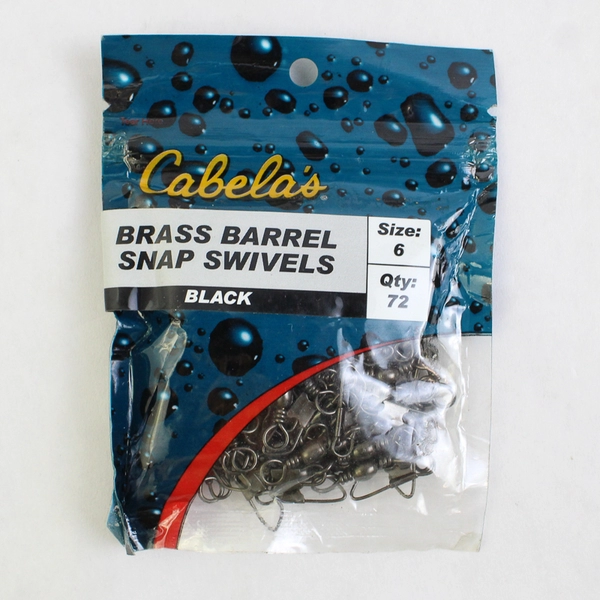 Cabela's
BRASS BARREL
SNAP SWIVELS
BLACK
Size:
6
Qty:
72